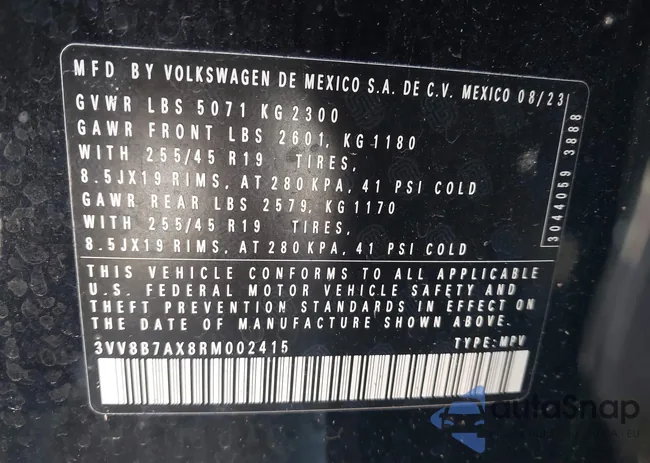 MFD BY VOLKSWAGEN DE MEXICO S.A. DE C.V. MEXICO 08/23
GVWR LBS 5071 KG 2300
GAWR FRONT LBS 2601, KG 1180
WITH 255/45 R19 TIRES,
8.5JX19 RIMS, AT 280 KPA, 41 PSI COLD
GAWR REAR LBS 2579, KG 1170
WITH 255/45 R19 TIRES,
8.5JX19 RIMS, AT 280 KPA, 41 PSI COLD
THIS VEHICLE CONFORMS TO ALL APPLICABLE
U.S. FEDERAL MOTOR VEHICLE SAFETY AND
THEFT PREVENTION STANDARDS IN EFFECT ON
THE DATE OF MANUFACTURE SHOWN ABOVE.
3VV8B7AX8RM002415 TYPE: MPV
3044059 3888
autoSnap